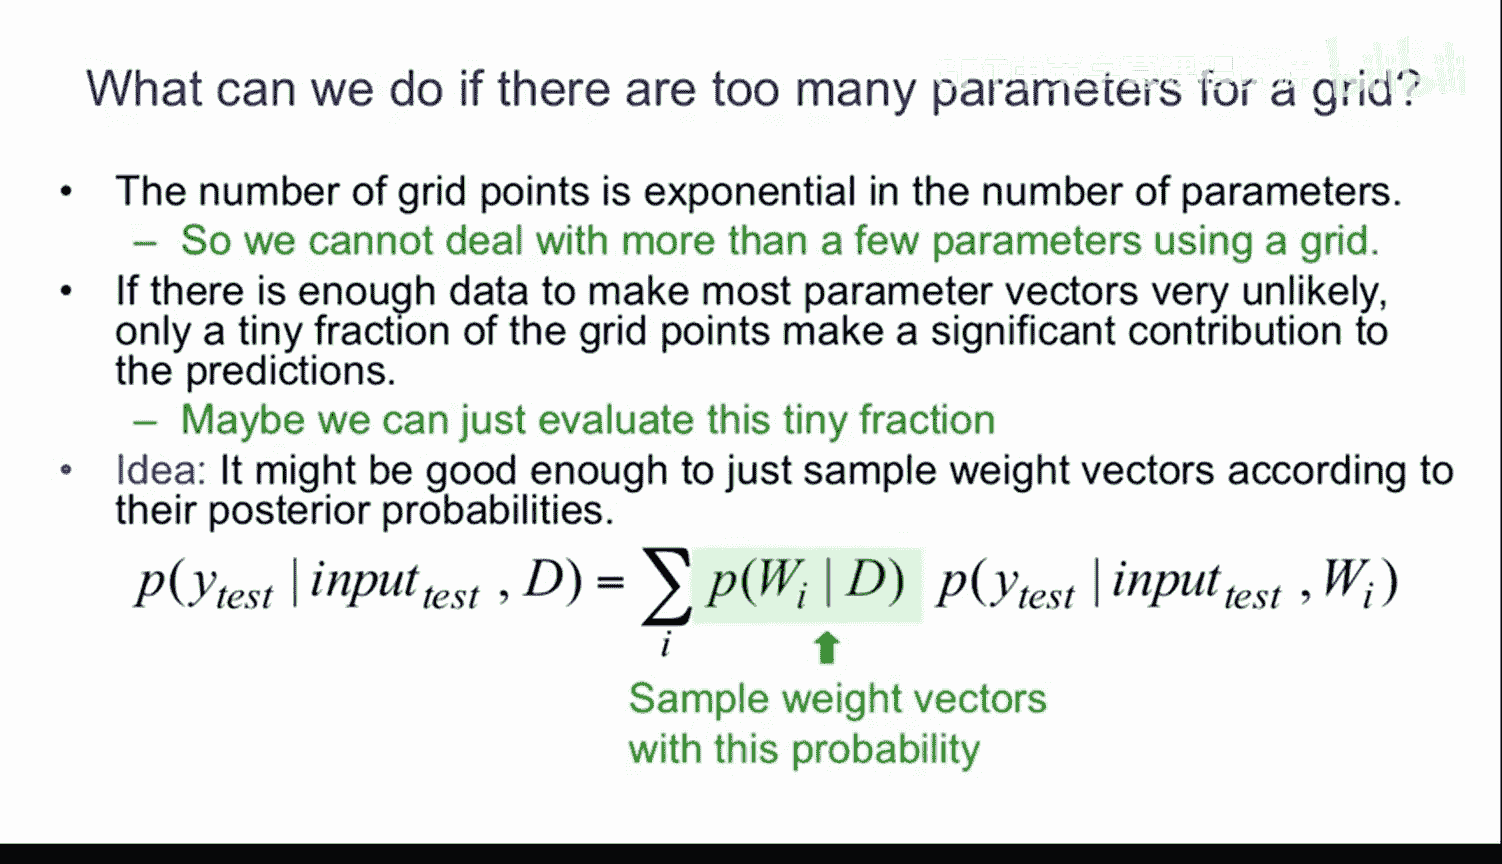 What can we do if there are too many parameters for a grid?
• The number of grid points is exponential in the number of parameters.
– So we cannot deal with more than a few parameters using a grid.
• If there is enough data to make most parameter vectors very unlikely,
only a tiny fraction of the grid points make a significant contribution to
the predictions.
– Maybe we can just evaluate this tiny fraction
• Idea: It might be good enough to just sample weight vectors according to
their posterior probabilities.
p(y_test | input_test , D) = ∑_i p(W_i | D) p(y_test | input_test , W_i)
Sample weight vectors
with this probability